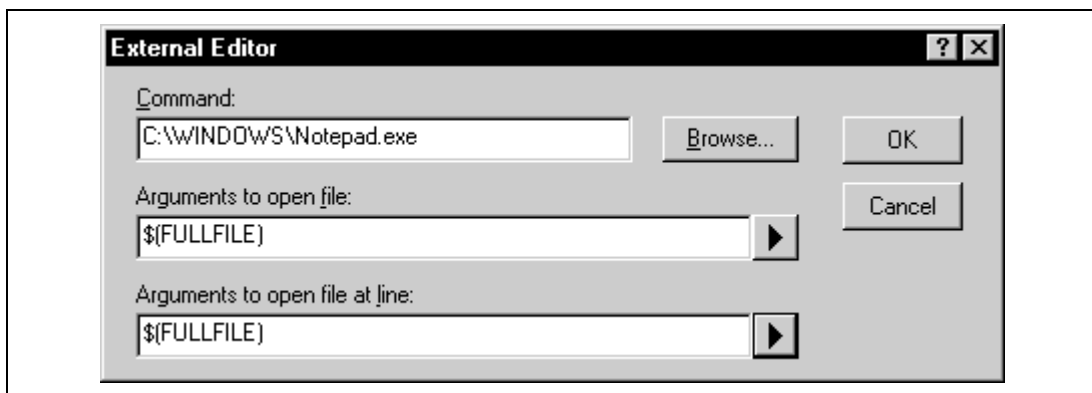 External Editor
Command:
C:\WINDOWS\Notepad.exe
Browse...
OK
Arguments to open file:
$(FULLFILE)
Cancel
Arguments to open file at line:
$(FULLFILE)